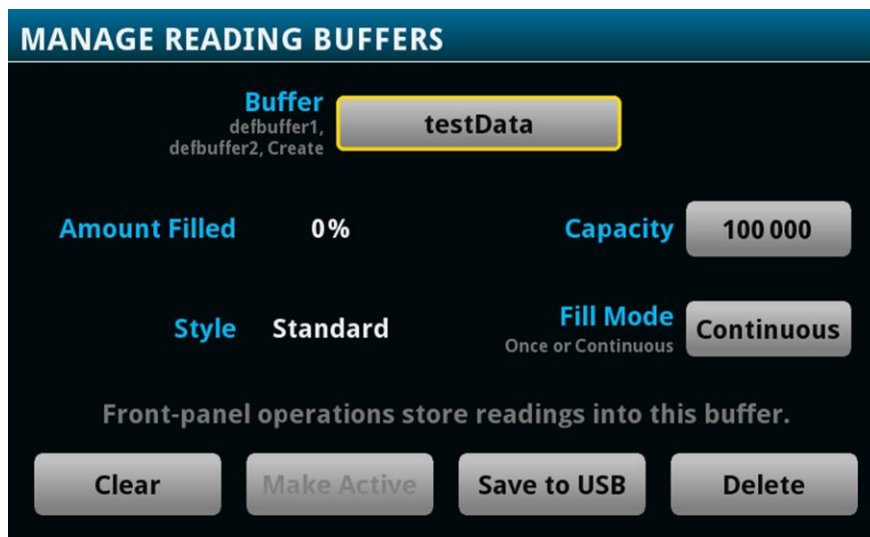 MANAGE READING BUFFERS
Buffer
defbuffer1,
defbuffer2, Create
testData
Amount Filled 0%
Capacity 100 000
Style Standard
Fill Mode
Once or Continuous
Continuous
Front-panel operations store readings into this buffer.
Clear Make Active Save to USB Delete